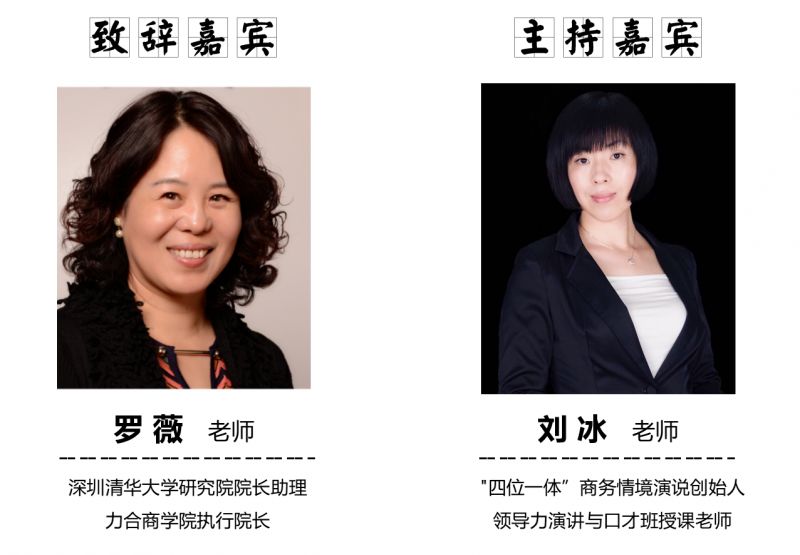 致辞嘉宾
罗薇 老师
深圳清华大学研究院院长助理
力合商学院执行院长
主持嘉宾
刘冰 老师
"四位一体”商务情境演说创始人
领导力演讲与口才班授课老师